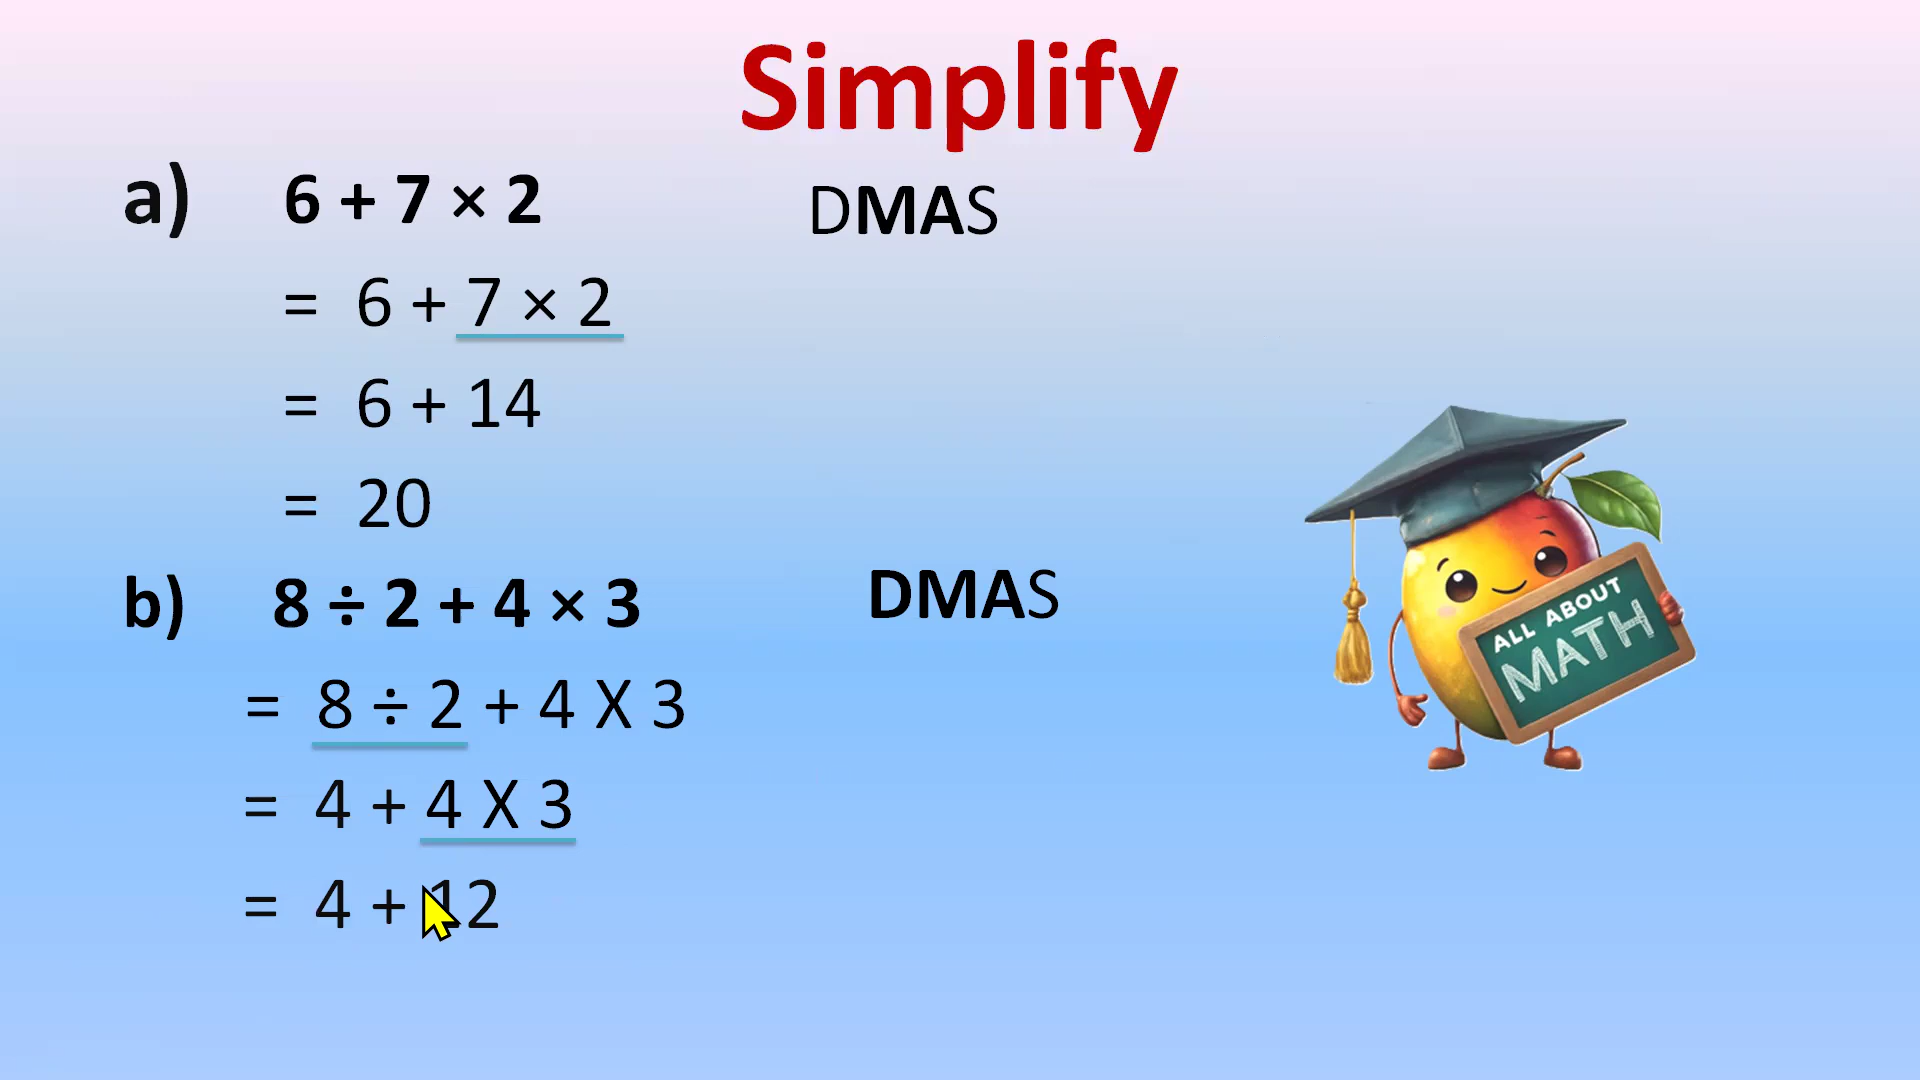 Simplify
a) 6 + 7 × 2 DMAS
= 6 + 7 × 2
= 6 + 14
= 20
b) 8 ÷ 2 + 4 × 3 DMAS
= 8 ÷ 2 + 4 X 3
= 4 + 4 X 3
= 4 + 12
ALL ABOUT
MATH